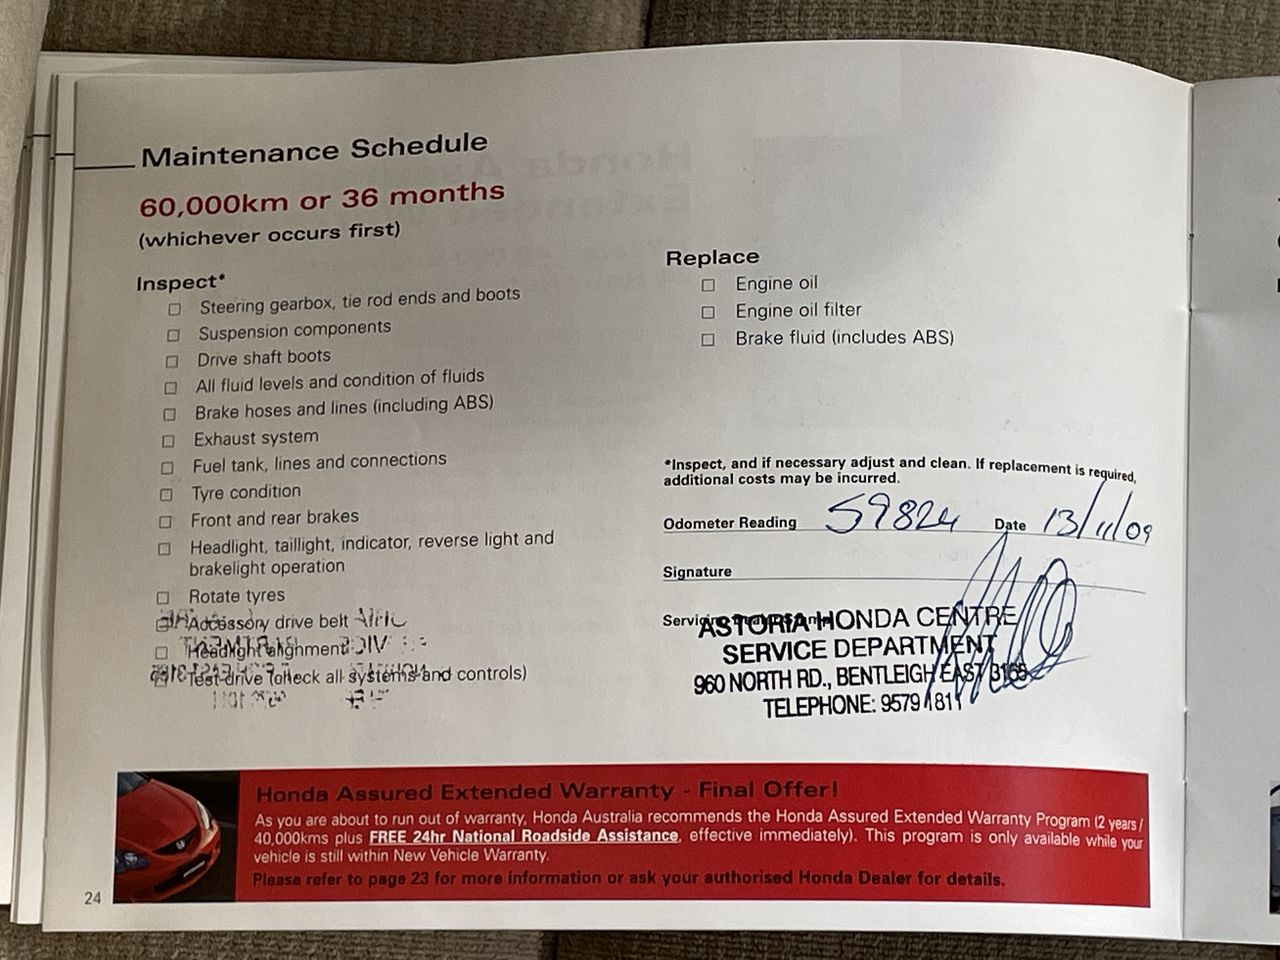 Maintenance Schedule
60,000km or 36 months
(whichever occurs first)
Inspect*
Steering gearbox, tie rod ends and boots
Suspension components
Drive shaft boots
All fluid levels and condition of fluids
Brake hoses and lines (including ABS)
Exhaust system
Fuel tank, lines and connections
Tyre condition
Front and rear brakes
Headlight, taillight, indicator, reverse light and
brakelight operation
Rotate tyres
Accessory drive belt
Headlight alignment
Test drive (check all systems and controls)
Replace
Engine oil
Engine oil filter
Brake fluid (includes ABS)
*Inspect, and if necessary adjust and clean. If replacement is required,
additional costs may be incurred.
Odometer Reading 59824 Date 13/11/09
Signature
Servicing
ASTORIA HONDA CENTRE
SERVICE DEPARTMENT
960 NORTH RD., BENTLEIGH EAST 3165
TELEPHONE: 9579 1811
Honda Assured Extended Warranty - Final Offer!
As you are about to run out of warranty, Honda Australia recommends the Honda Assured Extended Warranty Program (2 years/
40,000kms plus FREE 24hr National Roadside Assistance, effective immediately). This program is only available while your
vehicle is still within New Vehicle Warranty.
Please refer to page 23 for more information or ask your authorised Honda Dealer for details.
24